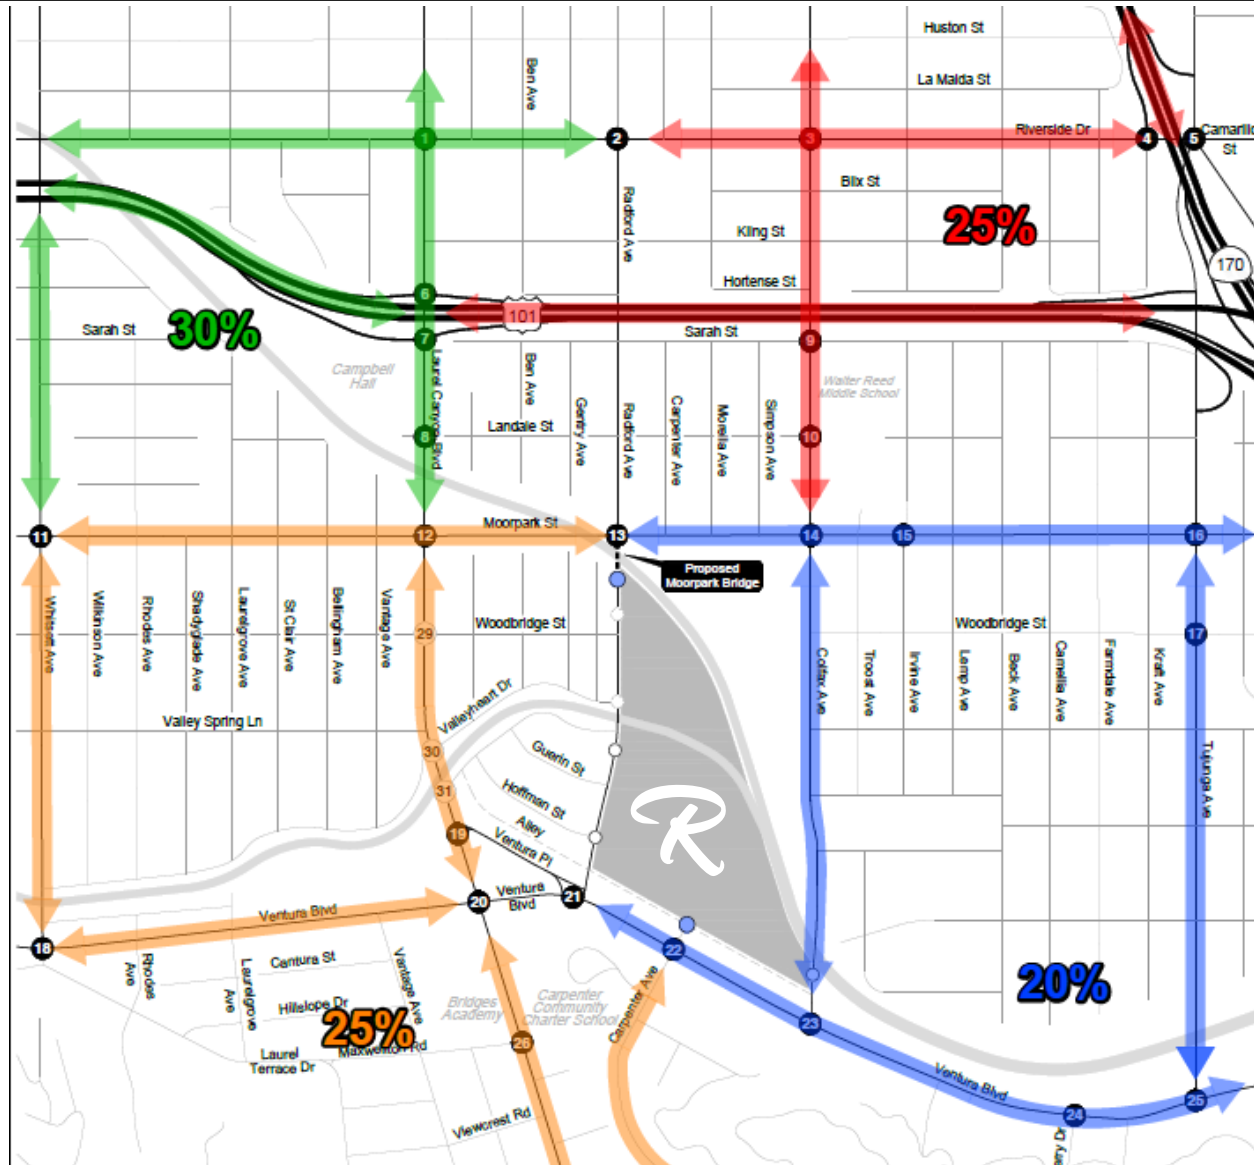 Huston St
La Maida St
Ben Ave
1
2
3
Riverside Dr
4
5
Camarillo
St
Blix St
Radford Ave
Kling St
25%
170
Hortense St
6
101
30%
Sarah St
7
Sarah St
9
Campbell
Hall
Laurel Canyon Blvd
Ben Ave
Walter Reed
Middle School
Gentry Ave
Radford Ave
Carpenter Ave
Morella Ave
Simpson Ave
Landale St
8
10
Moorpark St
11
12
13
14
15
16
Proposed
Moorpark Bridge
Whitsett Ave
Wilkinson Ave
Rhodes Ave
Shadyglade Ave
Laurelgrove Ave
St Clair Ave
Bellingham Ave
Vantage Ave
29
Woodbridge St
Woodbridge St
17
Colfax Ave
Troost Ave
Irvine Ave
Lemp Ave
Beck Ave
Camellia Ave
Farmdale Ave
Kraft Ave
Valley Spring Ln
Valleyheart Dr
30
Guerin St
Tujunga Ave
31
Hoffman St
Alley
R
19
Ventura Pl
Ventura
Blvd
20
21
Ventura Blvd
18
22
Cantura St
Rhodes
Ave
Laurelgrove
Ave
Vantage Ave
Hillslope Dr
25%
Bridges
Academy
Carpenter
Community
Charter School
Carpenter Ave
20%
23
26
Laurel
Terrace Dr
Maxwellton Rd
Ventura Blvd
Viewcrest Rd
24
25